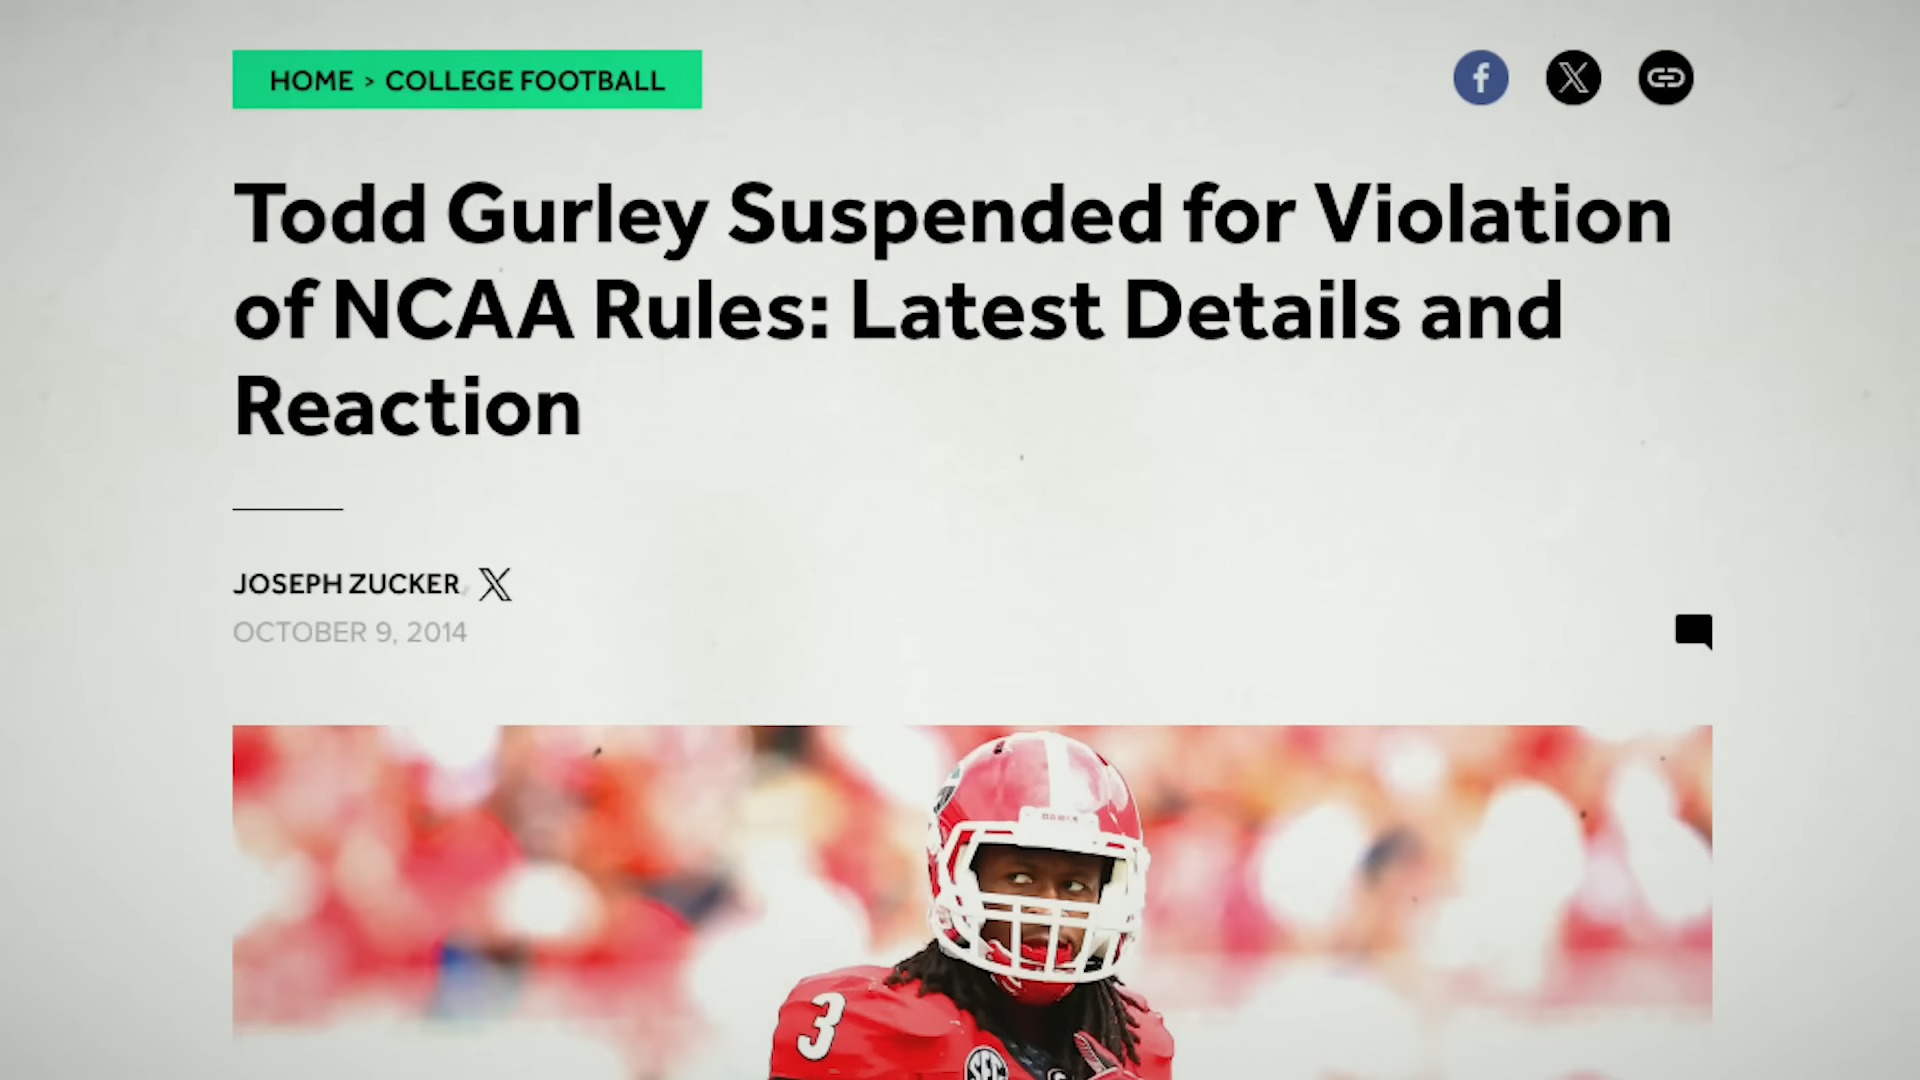 HOME > COLLEGE FOOTBALL
Todd Gurley Suspended for Violation
of NCAA Rules: Latest Details and
Reaction
JOSEPH ZUCKER
OCTOBER 9, 2014
3
SEC